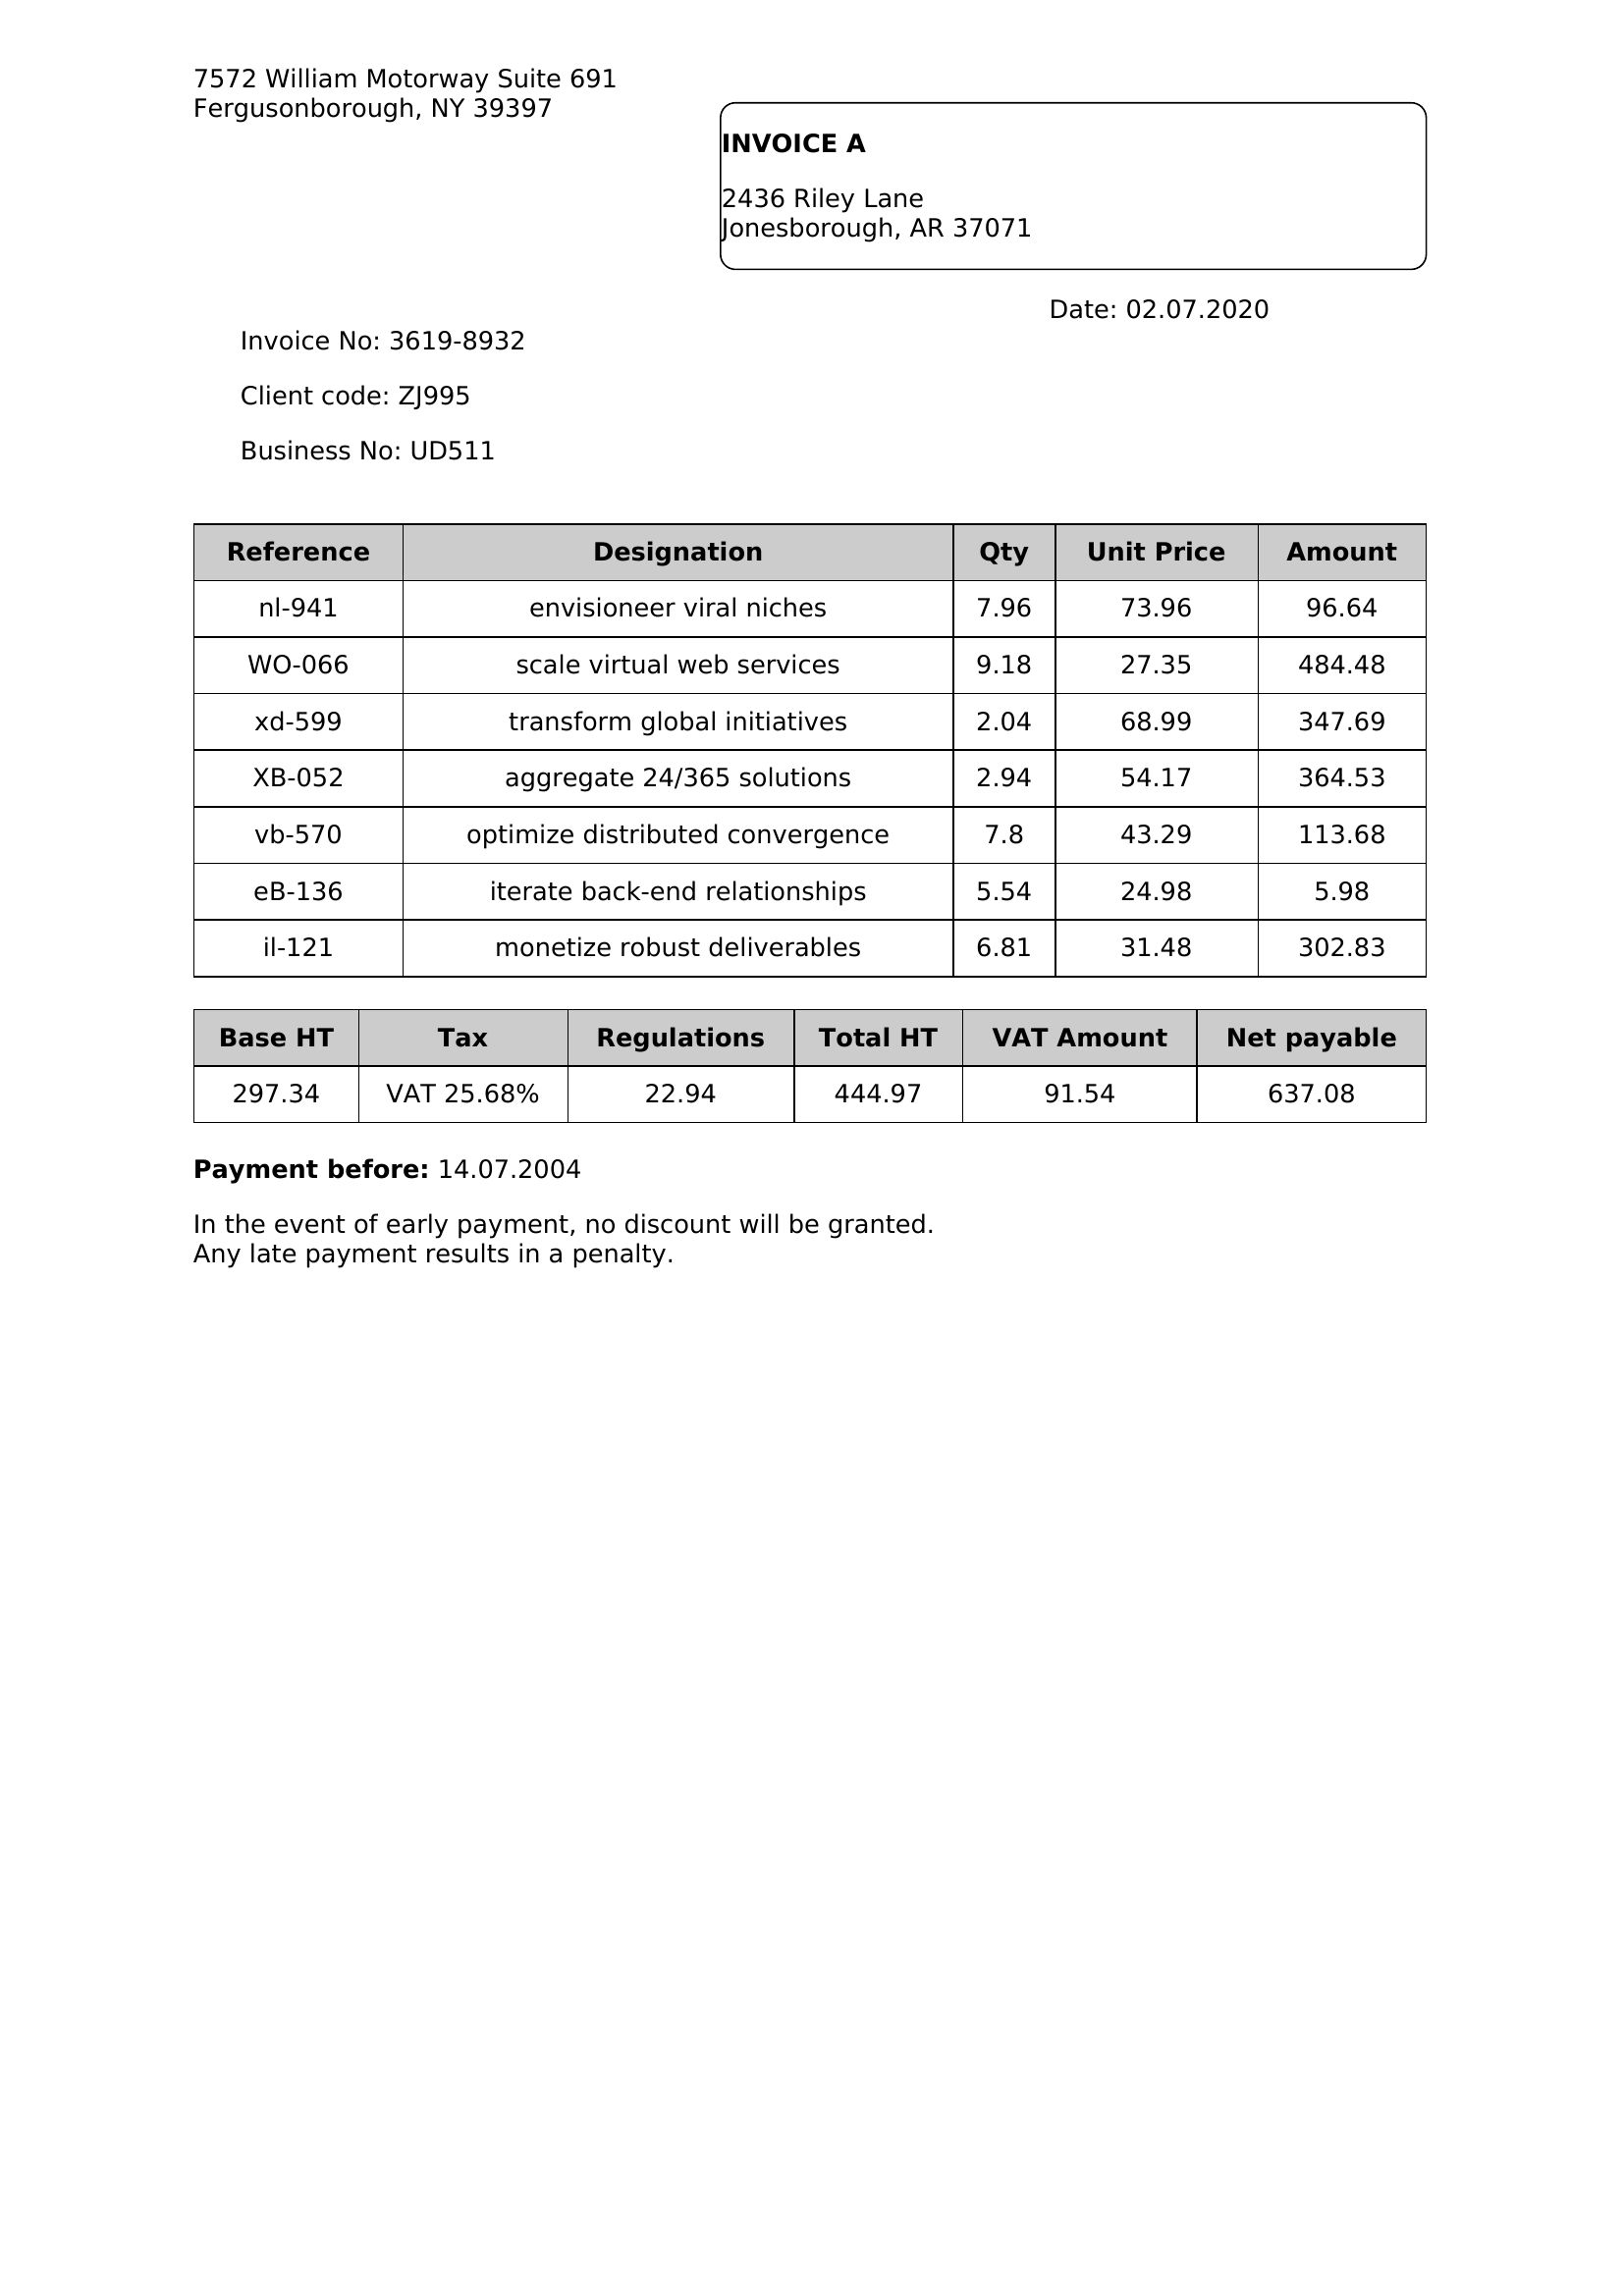 7572 William Motorway Suite 691
Fergusonborough, NY 39397
INVOICE A
2436 Riley Lane
Jonesborough, AR 37071
Date: 02.07.2020
Invoice No: 3619-8932
Client code: ZJ995
Business No: UD511
Reference Designation Qty Unit Price Amount
nl-941 envisioneer viral niches 7.96 73.96 96.64
WO-066 scale virtual web services 9.18 27.35 484.48
xd-599 transform global initiatives 2.04 68.99 347.69
XB-052 aggregate 24/365 solutions 2.94 54.17 364.53
vb-570 optimize distributed convergence 7.8 43.29 113.68
eB-136 iterate back-end relationships 5.54 24.98 5.98
il-121 monetize robust deliverables 6.81 31.48 302.83
Base HT Tax Regulations Total HT VAT Amount Net payable
297.34 VAT 25.68% 22.94 444.97 91.54 637.08
Payment before: 14.07.2004
In the event of early payment, no discount will be granted.
Any late payment results in a penalty.